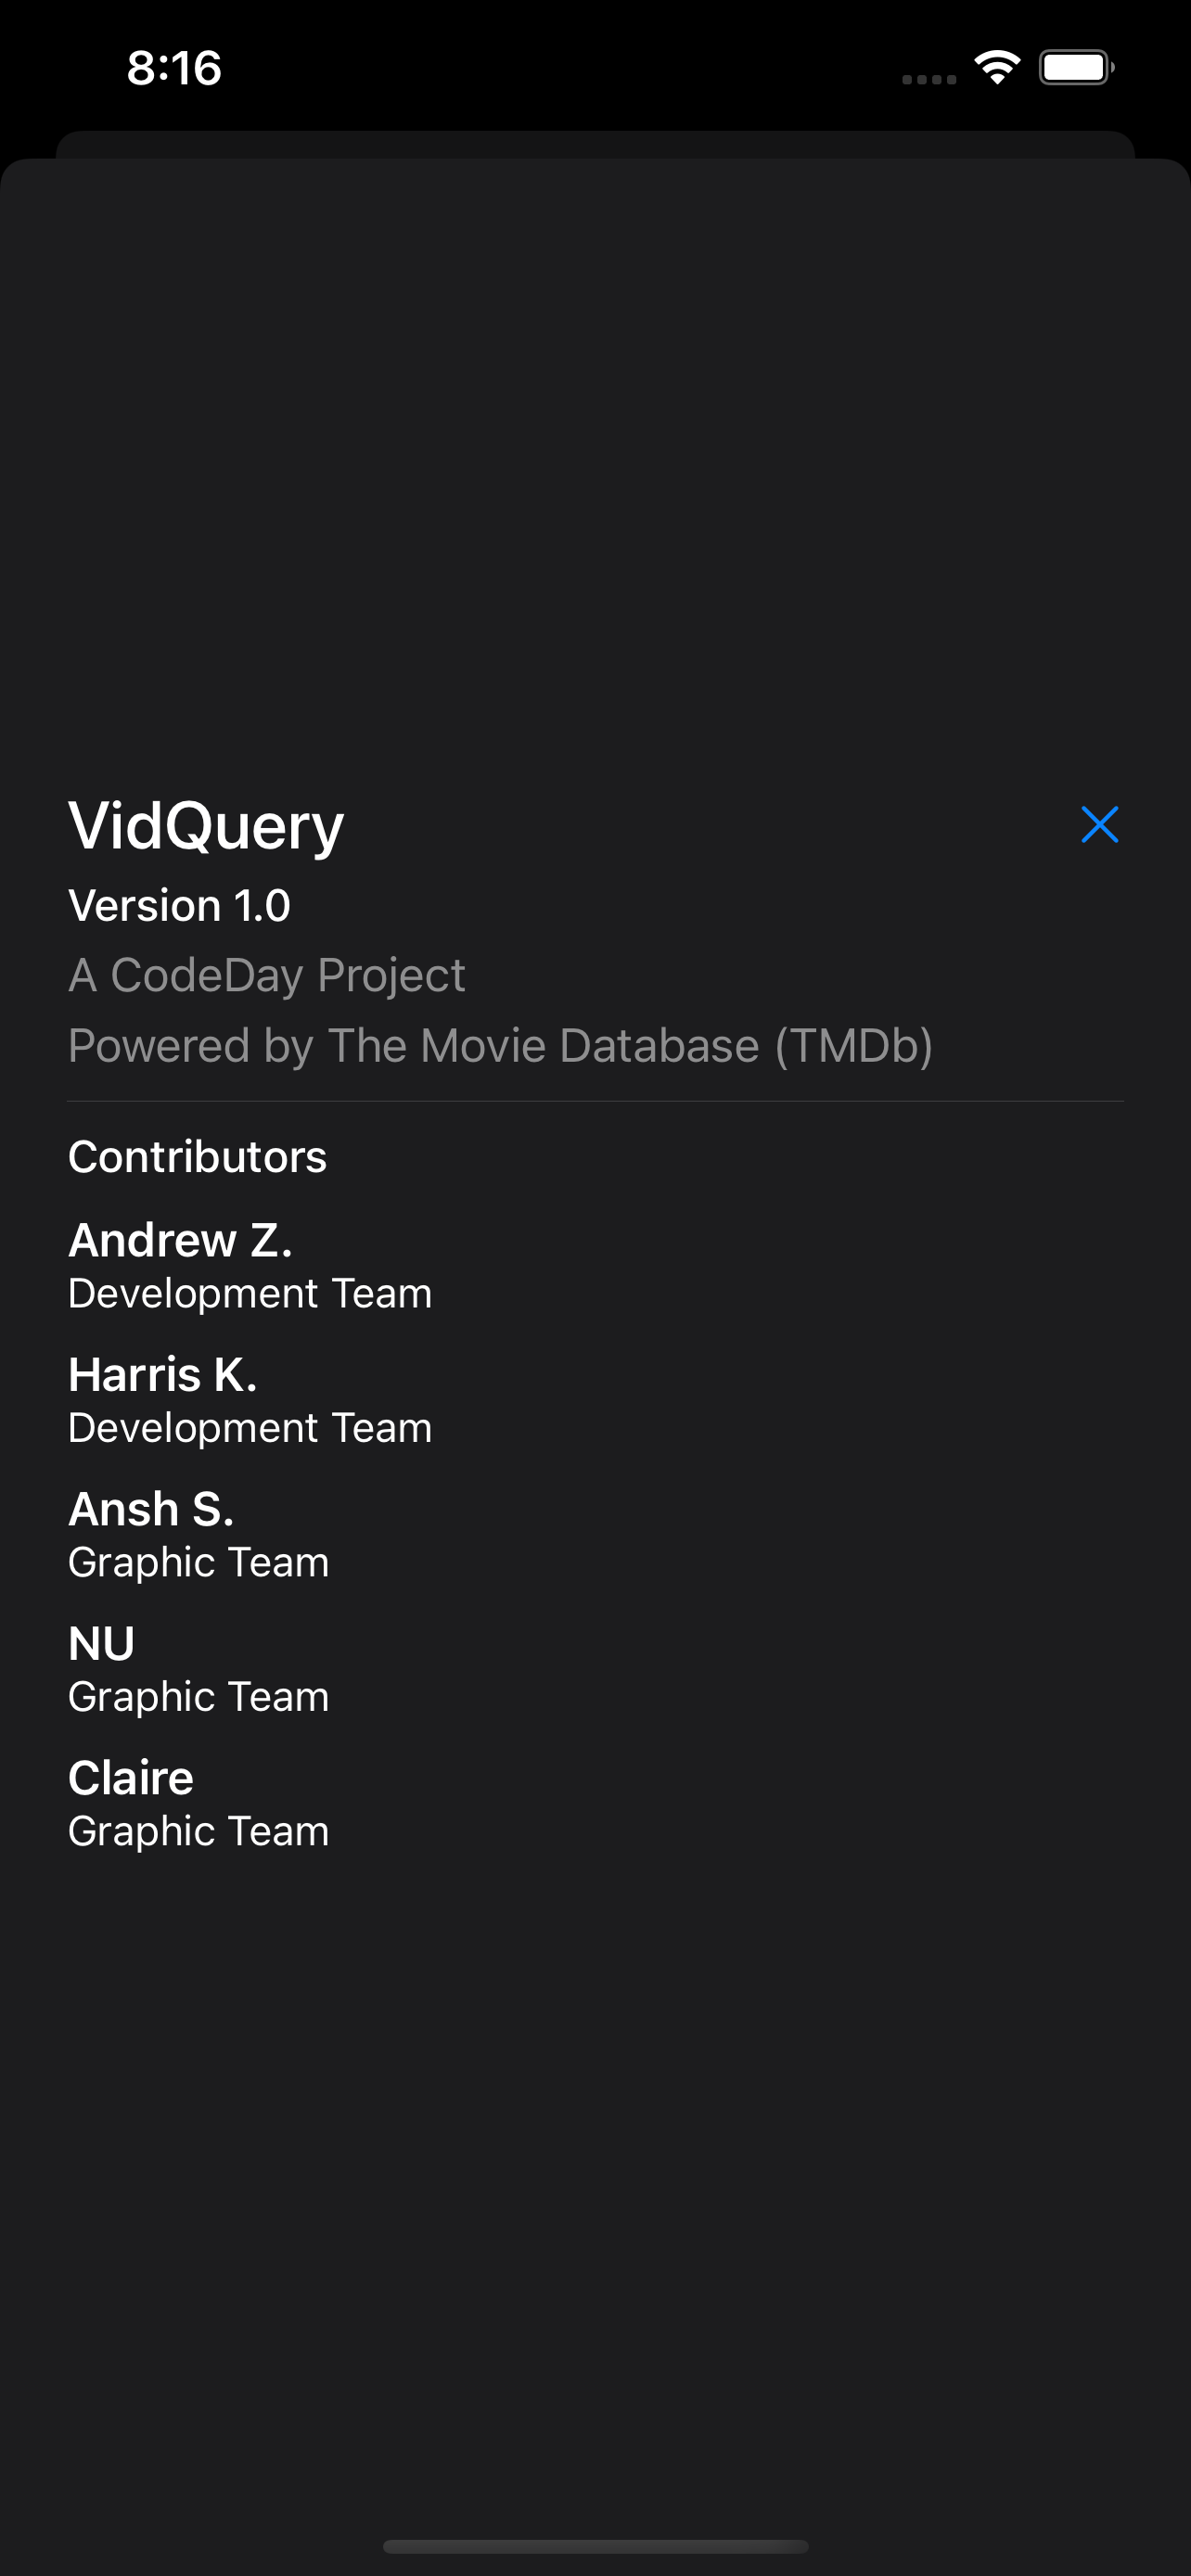 8:16
VidQuery
Version 1.0
A CodeDay Project
Powered by The Movie Database (TMDb)
Contributors
Andrew Z.
Development Team
Harris K.
Development Team
Ansh S.
Graphic Team
NU
Graphic Team
Claire
Graphic Team